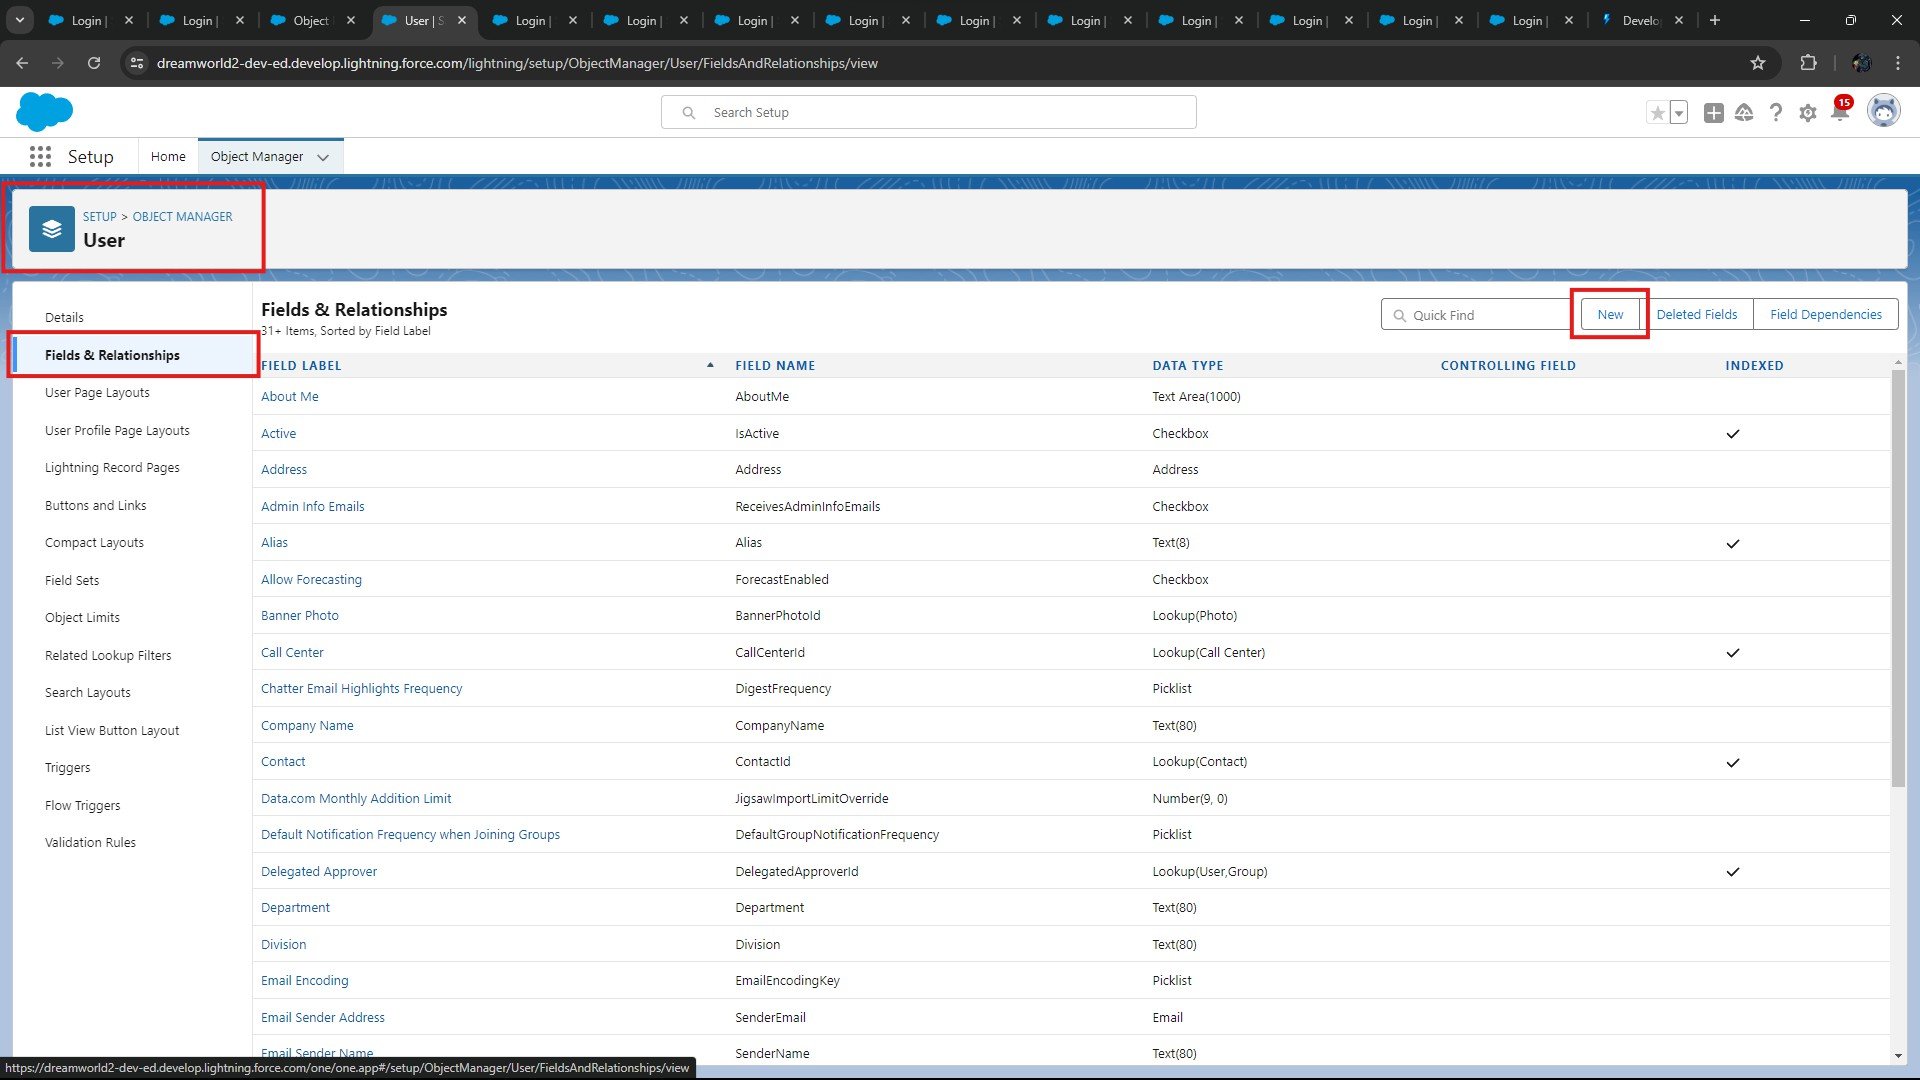 Login |
Login |
Object
User | S
Login |
Login |
Login |
Login |
Login |
Login |
Login |
Login |
Login |
Login |
Develo
dreamworld2-dev-ed.develop.lightning.force.com/lightning/setup/ObjectManager/User/FieldsAndRelationships/view
Search Setup
15
Setup
Home
Object Manager
SETUP > OBJECT MANAGER
User
Details
Fields & Relationships
User Page Layouts
User Profile Page Layouts
Lightning Record Pages
Buttons and Links
Compact Layouts
Field Sets
Object Limits
Related Lookup Filters
Search Layouts
List View Button Layout
Triggers
Flow Triggers
Validation Rules
Fields & Relationships
31+ Items, Sorted by Field Label
Quick Find
New
Deleted Fields
Field Dependencies
FIELD LABEL FIELD NAME DATA TYPE CONTROLLING FIELD INDEXED
About Me AboutMe Text Area(1000)
Active IsActive Checkbox
Address Address Address
Admin Info Emails ReceivesAdminInfoEmails Checkbox
Alias Alias Text(8)
Allow Forecasting ForecastEnabled Checkbox
Banner Photo BannerPhotoId Lookup(Photo)
Call Center CallCenterId Lookup(Call Center)
Chatter Email Highlights Frequency DigestFrequency Picklist
Company Name CompanyName Text(80)
Contact ContactId Lookup(Contact)
Data.com Monthly Addition Limit JigsawImportLimitOverride Number(9, 0)
Default Notification Frequency when Joining Groups DefaultGroupNotificationFrequency Picklist
Delegated Approver DelegatedApproverId Lookup(User,Group)
Department Department Text(80)
Division Division Text(80)
Email Encoding EmailEncodingKey Picklist
Email Sender Address SenderEmail Email
Email Sender Name SenderName Text(80)
https://dreamworld2-dev-ed.develop.lightning.force.com/one/one.app#/setup/ObjectManager/User/FieldsAndRelationships/view